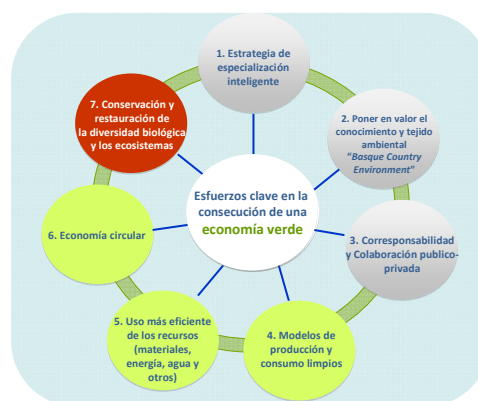 1. Estrategia de
especialización
inteligente
7. Conservación y
restauración de
la diversidad biológica
y los ecosistemas
2. Poner en valor el
conocimiento y tejido
ambiental
"Basque Country
Environment"
Esfuerzos clave en la
consecución de una
economía verde
6. Economía circular
3. Corresponsabilidad
y Colaboración publico-
privada
5. Uso más eficiente
de los recursos
(materiales,
energía, agua y
otros)
4. Modelos de
producción y
consumo limpios